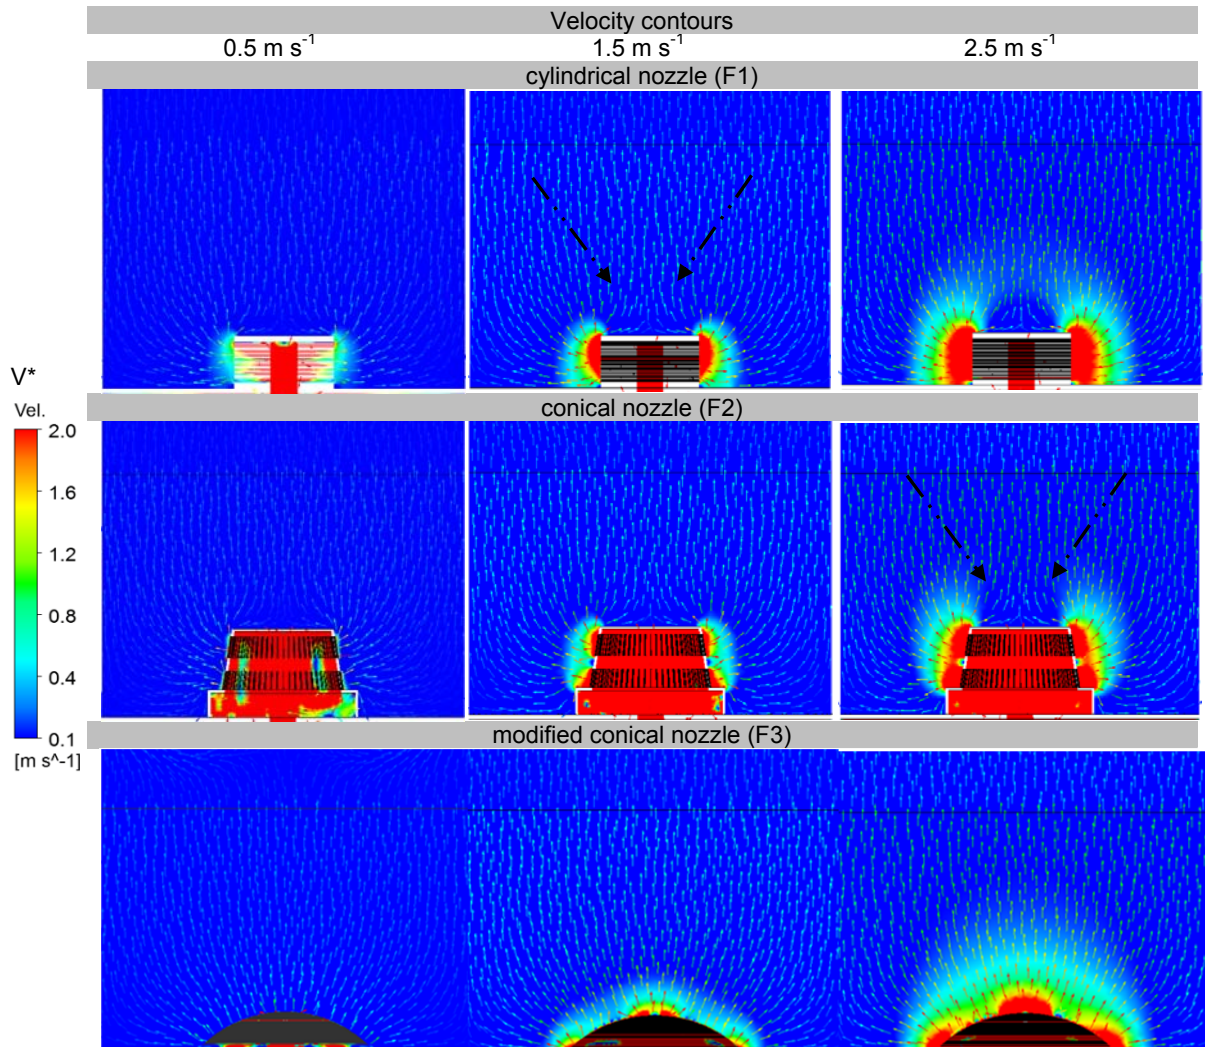 Velocity contours
0.5 m s⁻¹ 1.5 m s⁻¹ 2.5 m s⁻¹
cylindrical nozzle (F1)
V*
Vel.
conical nozzle (F2)
2.0
1.6
1.2
0.8
0.4
0.1
[m s^-1]
modified conical nozzle (F3)